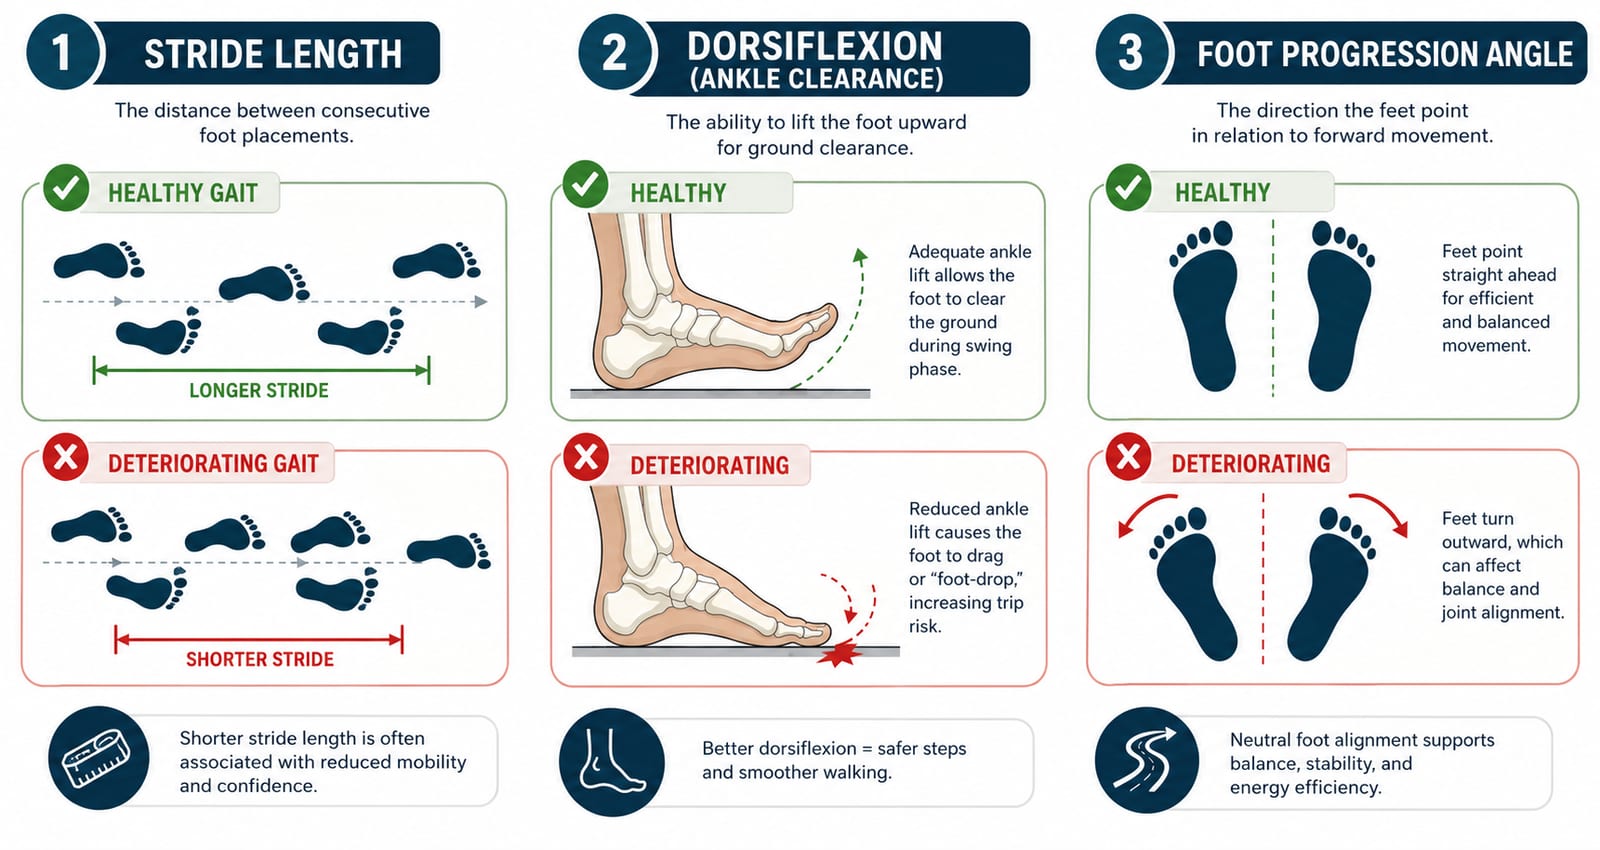 1
STRIDE LENGTH
The distance between consecutive
foot placements.
HEALTHY GAIT
LONGER STRIDE
DETERIORATING GAIT
SHORTER STRIDE
Shorter stride length is often
associated with reduced mobility
and confidence.
2
DORSIFLEXION
(ANKLE CLEARANCE)
The ability to lift the foot upward
for ground clearance.
HEALTHY
Adequate ankle
lift allows the
foot to clear
the ground
during swing
phase.
DETERIORATING
Reduced ankle
lift causes the
foot to drag
or “foot-drop,”
increasing trip
risk.
Better dorsiflexion = safer steps
and smoother walking.
3
FOOT PROGRESSION ANGLE
The direction the feet point
in relation to forward movement.
HEALTHY
Feet point
straight ahead
for efficient
and balanced
movement.
DETERIORATING
Feet turn
outward, which
can affect
balance and
joint alignment.
Neutral foot alignment supports
balance, stability, and
energy efficiency.